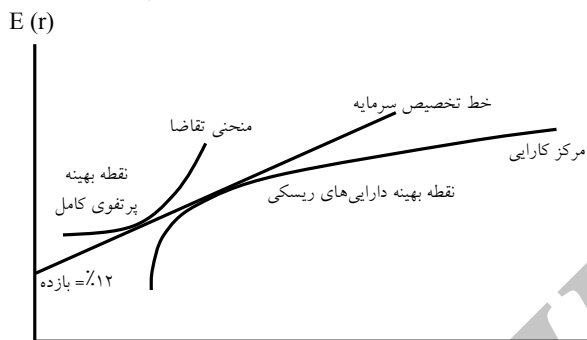 E (r)
خط تخصیص سرمایه
منحنی تقاضا
مرکز کارایی
نقطه بهینه
پرتفوی کامل
نقطه بهینه دارایی‌های ریسکی
بازده =٪۱۲